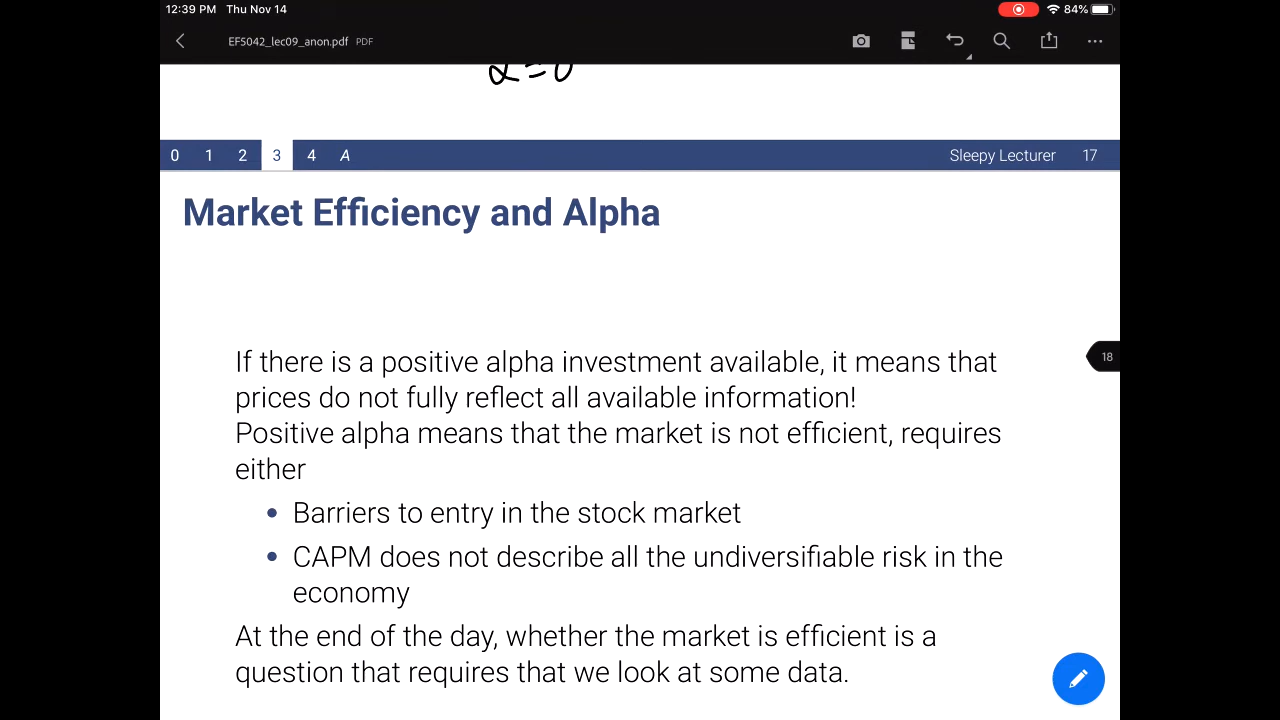 12:39 PM Thu Nov 14
84%
EF5042_lec09_anon.pdf PDF
α=0
0 1 2 3 4 A Sleepy Lecturer 17
Market Efficiency and Alpha
18
If there is a positive alpha investment available, it means that
prices do not fully reflect all available information!
Positive alpha means that the market is not efficient, requires
either
• Barriers to entry in the stock market
• CAPM does not describe all the undiversifiable risk in the
economy
At the end of the day, whether the market is efficient is a
question that requires that we look at some data.